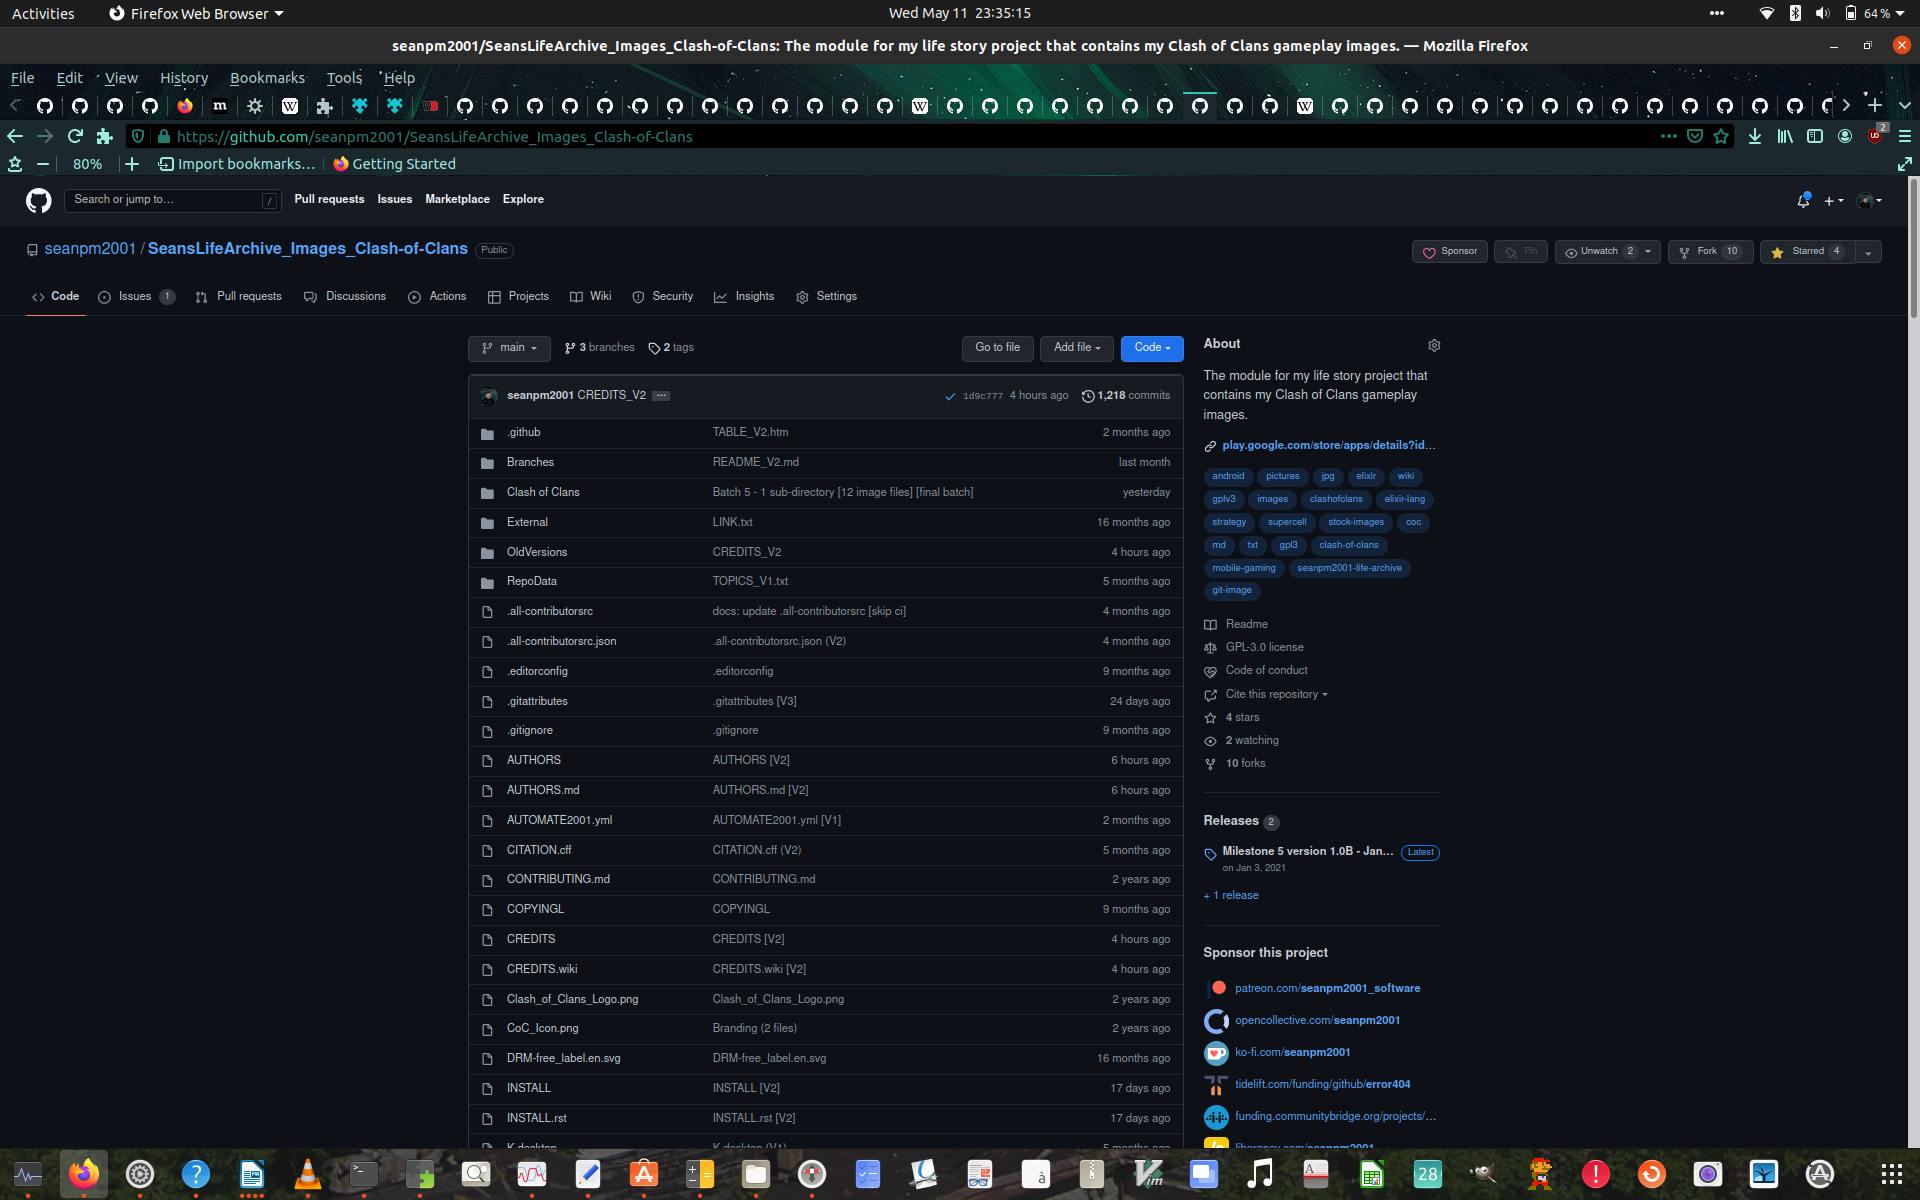 Activities Firefox Web Browser Wed May 11 23:35:15 64%
seanpm2001/SeansLifeArchive_Images_Clash-of-Clans: The module for my life story project that contains my Clash of Clans gameplay images. — Mozilla Firefox
File Edit View History Bookmarks Tools Help
https://github.com/seanpm2001/SeansLifeArchive_Images_Clash-of-Clans 2
80% Import bookmarks... Getting Started
Search or jump to... / Pull requests Issues Marketplace Explore
seanpm2001 / SeansLifeArchive_Images_Clash-of-Clans Public Sponsor Pin Unwatch 2 Fork 10 Starred 4
Code Issues 1 Pull requests Discussions Actions Projects Wiki Security Insights Settings
main 3 branches 2 tags Go to file Add file Code
seanpm2001 CREDITS_V2 ... 1d9c777 4 hours ago 1,218 commits
.github TABLE_V2.htm 2 months ago
Branches README_V2.md last month
Clash of Clans Batch 5 - 1 sub-directory [12 image files] [final batch] yesterday
External LINK.txt 16 months ago
OldVersions CREDITS_V2 4 hours ago
RepoData TOPICS_V1.txt 5 months ago
.all-contributorsrc docs: update .all-contributorsrc [skip ci] 4 months ago
.all-contributorsrc.json .all-contributorsrc.json (V2) 4 months ago
.editorconfig .editorconfig 9 months ago
.gitattributes .gitattributes [V3] 24 days ago
.gitignore .gitignore 9 months ago
AUTHORS AUTHORS [V2] 6 hours ago
AUTHORS.md AUTHORS.md [V2] 6 hours ago
AUTOMATE2001.yml AUTOMATE2001.yml [V1] 2 months ago
CITATION.cff CITATION.cff (V2) 5 months ago
CONTRIBUTING.md CONTRIBUTING.md 2 years ago
COPYINGL COPYINGL 9 months ago
CREDITS CREDITS [V2] 4 hours ago
CREDITS.wiki CREDITS.wiki [V2] 4 hours ago
Clash_of_Clans_Logo.png Clash_of_Clans_Logo.png 2 years ago
CoC_Icon.png Branding (2 files) 2 years ago
DRM-free_label.en.svg DRM-free_label.en.svg 16 months ago
INSTALL INSTALL [V2] 17 days ago
INSTALL.rst INSTALL.rst [V2] 17 days ago
About
The module for my life story project that
contains my Clash of Clans gameplay
images.
play.google.com/store/apps/details?id...
android pictures jpg elixir wiki
gplv3 images clashofclans elixir-lang
strategy supercell stock-images coc
md txt gpl3 clash-of-clans
mobile-gaming seanpm2001-life-archive
git-image
Readme
GPL-3.0 license
Code of conduct
Cite this repository
4 stars
2 watching
10 forks
Releases 2
Milestone 5 version 1.0B - Jan... Latest
on Jan 3, 2021
+ 1 release
Sponsor this project
patreon.com/seanpm2001_software
opencollective.com/seanpm2001
ko-fi.com/seanpm2001
tidelift.com/funding/github/error404
funding.communitybridge.org/projects/...
28